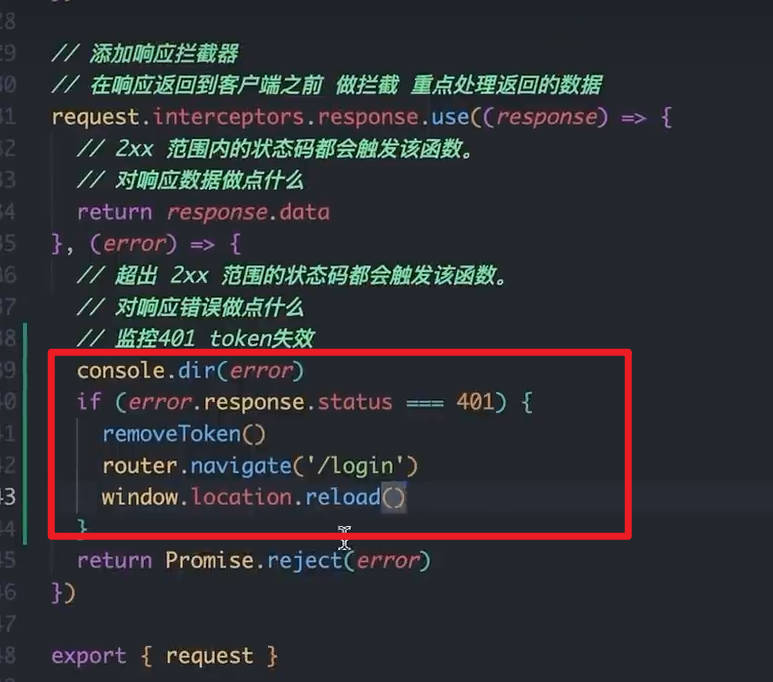 28
29 // 添加响应拦截器
30 // 在响应返回到客户端之前 做拦截 重点处理返回的数据
31 request.interceptors.response.use((response) => {
32 // 2xx 范围内的状态码都会触发该函数。
33 // 对响应数据做点什么
34 return response.data
35 }, (error) => {
36 // 超出 2xx 范围的状态码都会触发该函数。
37 // 对响应错误做点什么
38 // 监控401 token失效
39 console.dir(error)
40 if (error.response.status === 401) {
41 removeToken()
42 router.navigate('/login')
43 window.location.reload()
44 }
45 return Promise.reject(error)
46 })
47
48 export { request }